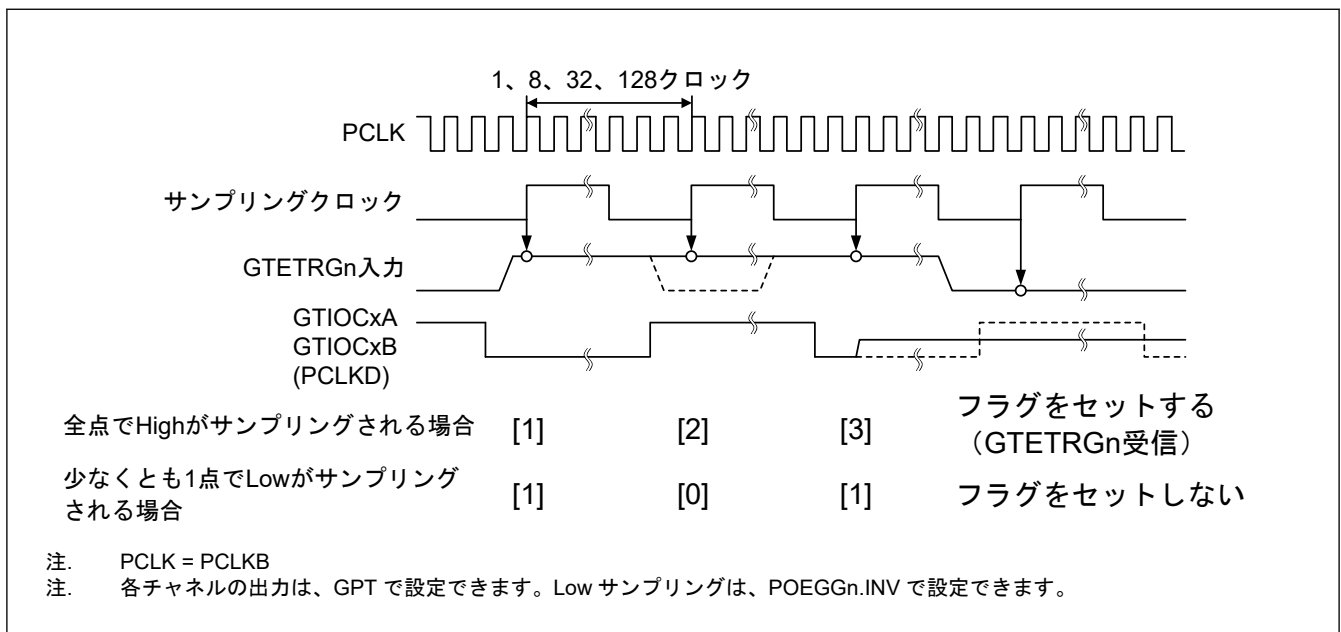 1、8、32、128クロック
PCLK
サンプリングクロック
GTETRGn入力
GTIOCxA
GTIOCxB
(PCLKD)
全点でHighがサンプリングされる場合 [1] [2] [3] フラグをセットする
（GTETRGn受信）
少なくとも1点でLowがサンプリング
される場合 [1] [0] [1] フラグをセットしない
注. PCLK = PCLKB
注. 各チャネルの出力は、GPT で設定できます。Low サンプリングは、POEGGn.INV で設定できます。